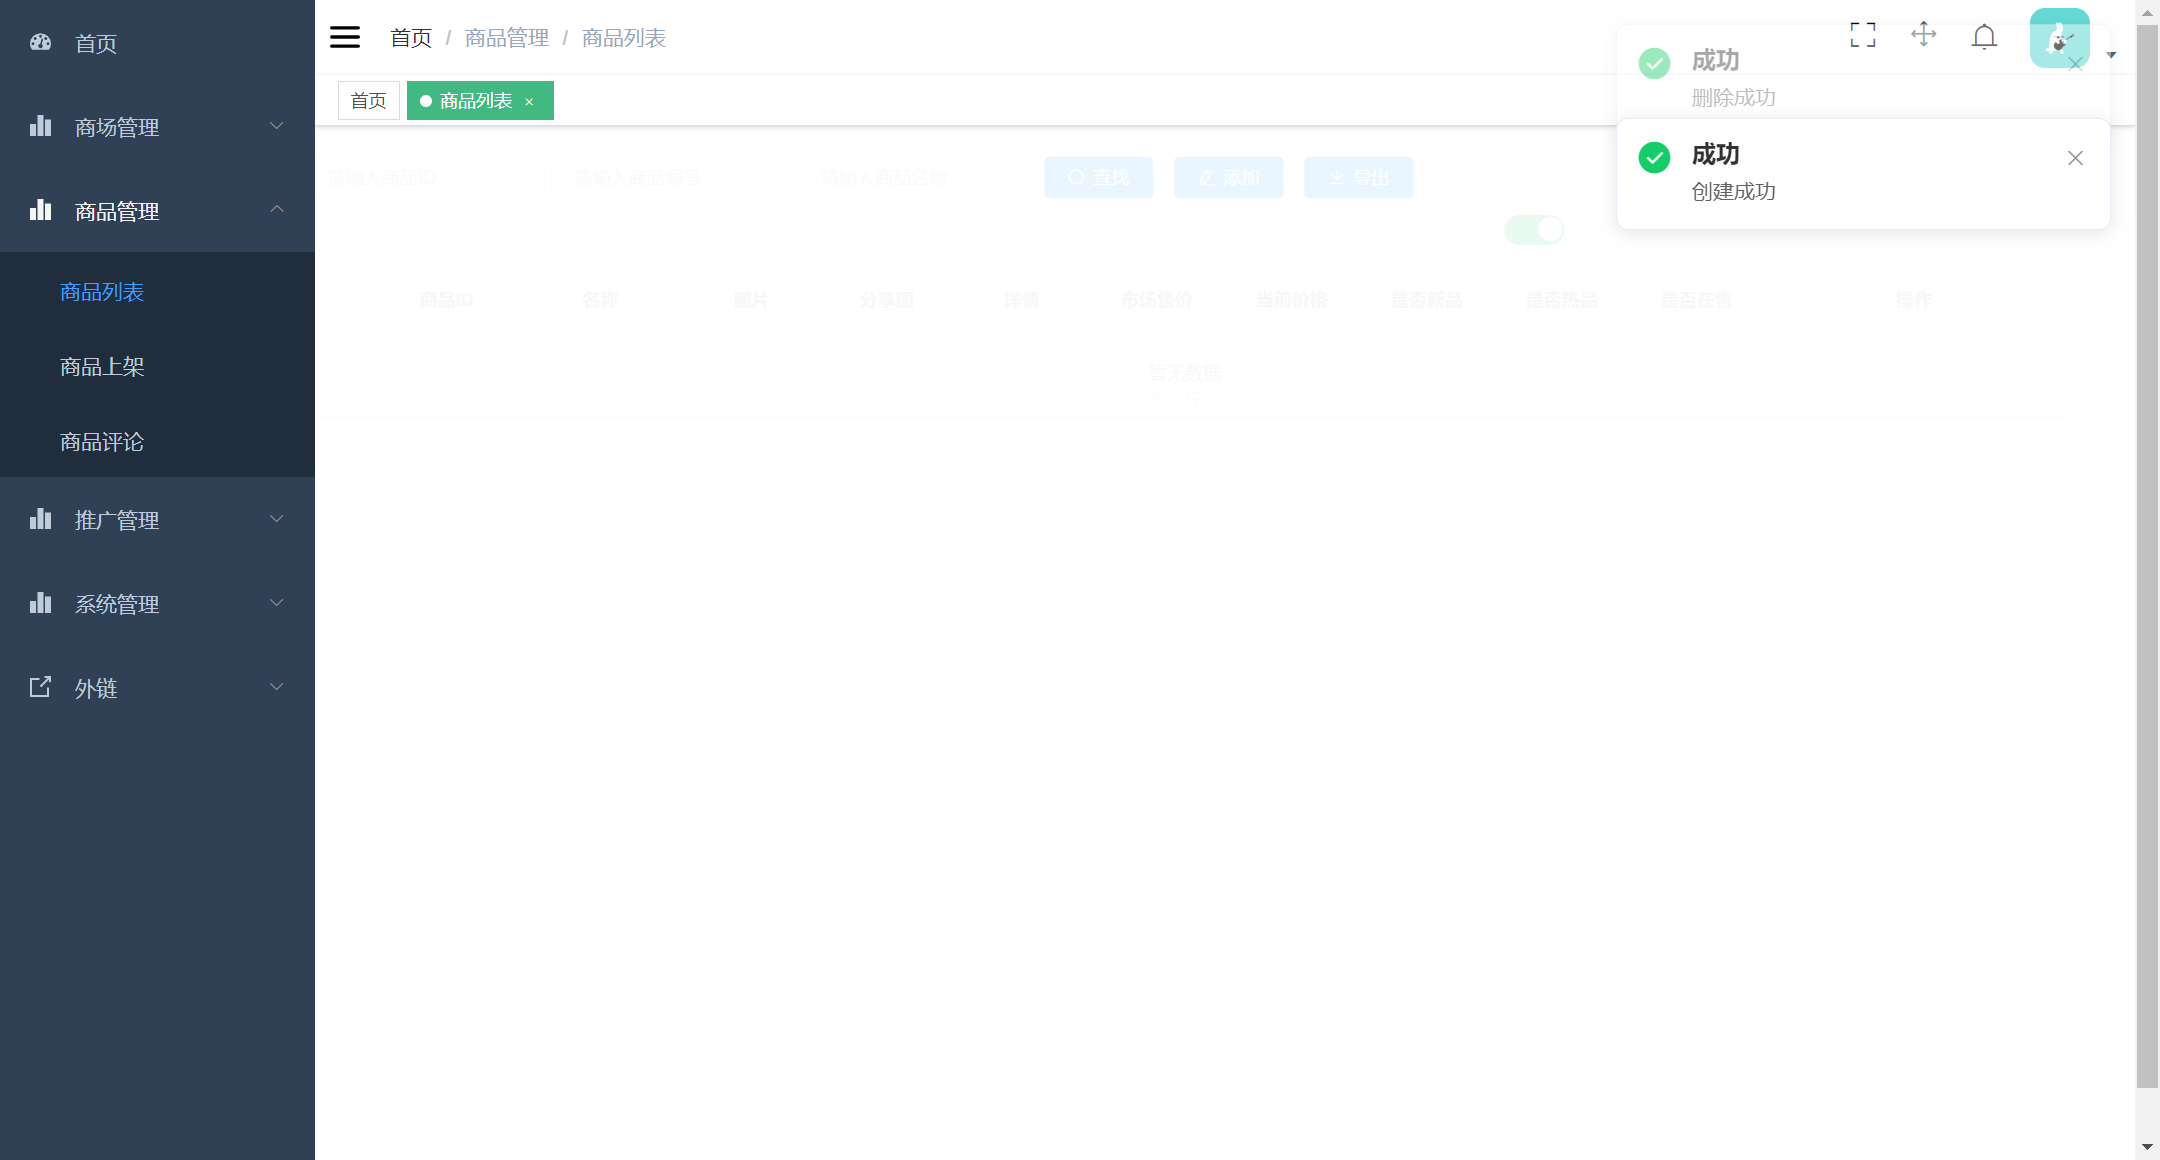 首页
商场管理
商品管理
商品列表
商品上架
商品评论
推广管理
系统管理
外链
首页 / 商品管理 / 商品列表
首页
商品列表 ×
请输入商品ID
请输入商品编号
请输入商品名称
查找
添加
导出
商品ID 名称 图片 分享图 详情 市场售价 当前价格 是否新品 是否热品 是否在售 操作
暂无数据
成功
删除成功
成功
创建成功